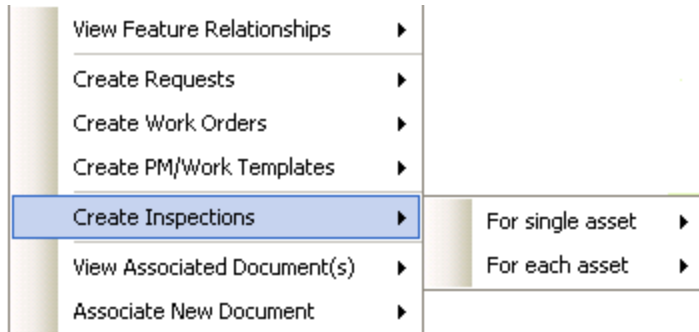 View Feature Relationships
Create Requests
Create Work Orders
Create PM/Work Templates
Create Inspections
For single asset
For each asset
View Associated Document(s)
Associate New Document